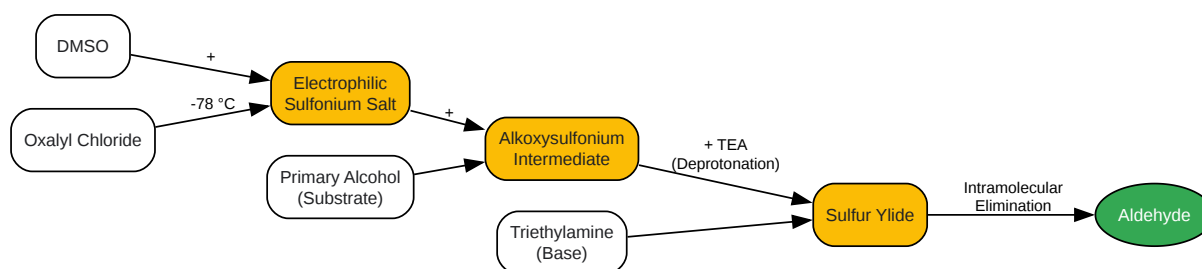 DMSO
+
Oxalyl Chloride
-78 °C
Electrophilic
Sulfonium Salt
+
Primary Alcohol
(Substrate)
Alkoxysulfonium
Intermediate
+ TEA
(Deprotonation)
Triethylamine
(Base)
Sulfur Ylide
Intramolecular
Elimination
Aldehyde